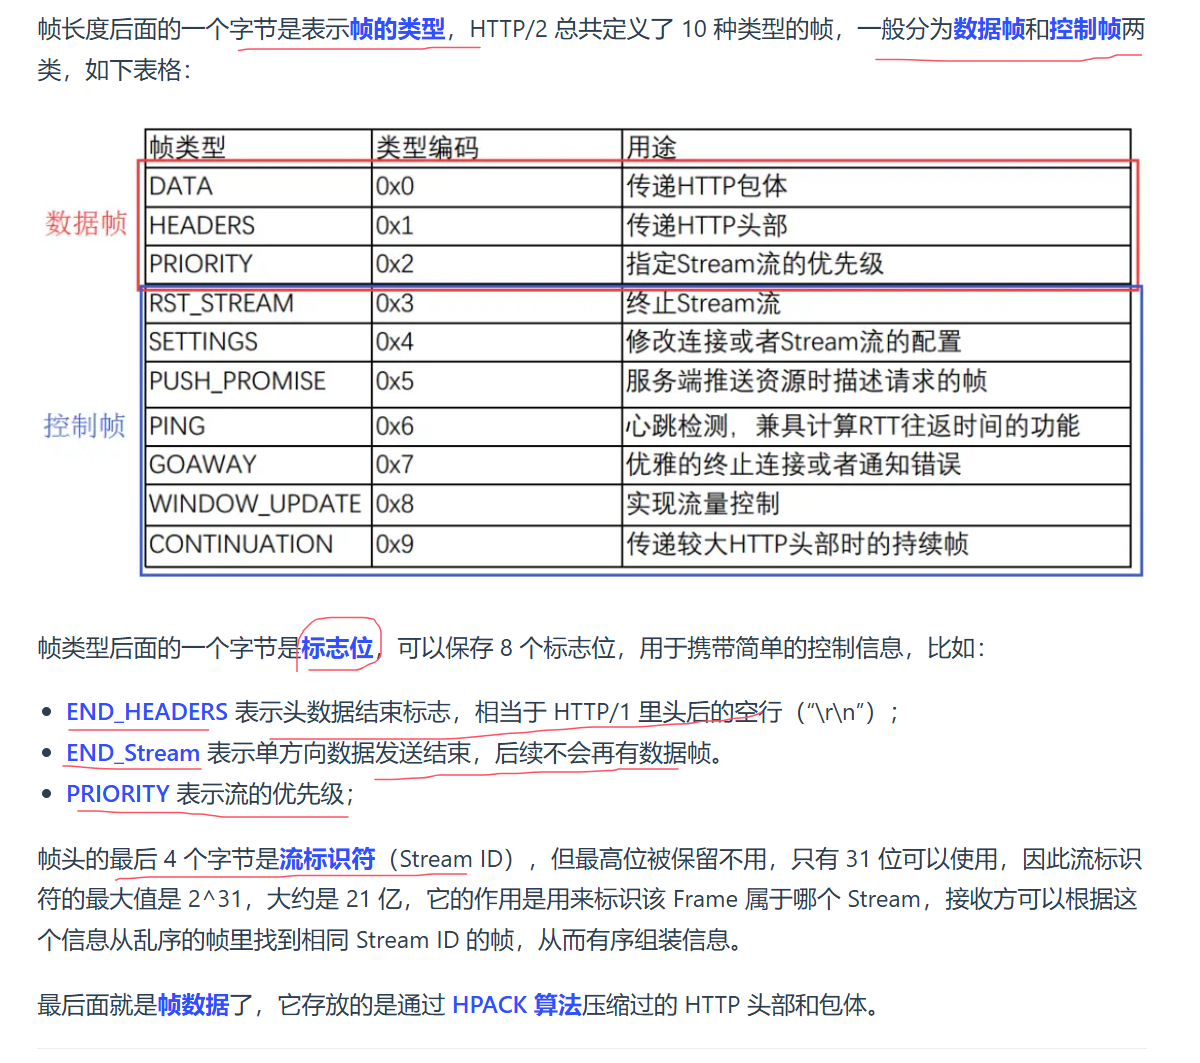 帧长度后面的一个字节是表示帧的类型，HTTP/2 总共定义了 10 种类型的帧，一般分为数据帧和控制帧两
类，如下表格：
帧类型 类型编码 用途
数据帧
DATA 0x0 传递HTTP包体
HEADERS 0x1 传递HTTP头部
PRIORITY 0x2 指定Stream流的优先级
RST_STREAM 0x3 终止Stream流
SETTINGS 0x4 修改连接或者Stream流的配置
PUSH_PROMISE 0x5 服务端推送资源时描述请求的帧
控制帧
PING 0x6 心跳检测，兼具计算RTT往返时间的功能
GOAWAY 0x7 优雅的终止连接或者通知错误
WINDOW_UPDATE 0x8 实现流量控制
CONTINUATION 0x9 传递较大HTTP头部时的持续帧
帧类型后面的一个字节是标志位，可以保存 8 个标志位，用于携带简单的控制信息，比如：
• END_HEADERS 表示头数据结束标志，相当于 HTTP/1 里头后的空行（“\r\n”）；
• END_Stream 表示单方向数据发送结束，后续不会再有数据帧。
• PRIORITY 表示流的优先级；
帧头的最后 4 个字节是流标识符（Stream ID），但最高位被保留不用，只有 31 位可以使用，因此流标识
符的最大值是 2^31，大约是 21 亿，它的作用是用来标识该 Frame 属于哪个 Stream，接收方可以根据这
个信息从乱序的帧里找到相同 Stream ID 的帧，从而有序组装信息。
最后面就是帧数据了，它存放的是通过 HPACK 算法压缩过的 HTTP 头部和包体。